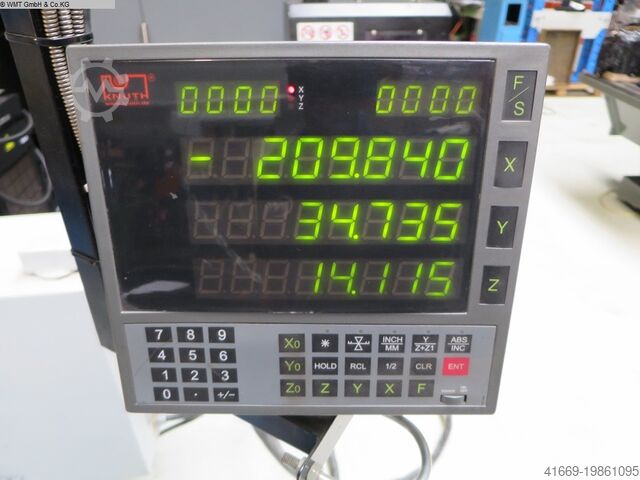 © WMT GmbH & Co.KG
KNUTH
0000 X Y Z 0000 F/S
- 209.840 X
34.735 Y
14.115 Z
7 8 9 X0 * INCH/MM Y/Z+Z1 ABS/INC
4 5 6 Y0 HOLD RCL 1/2 CLR ENT
1 2 3 Z0 Z Y X F
0 . +/−
41669-19861095